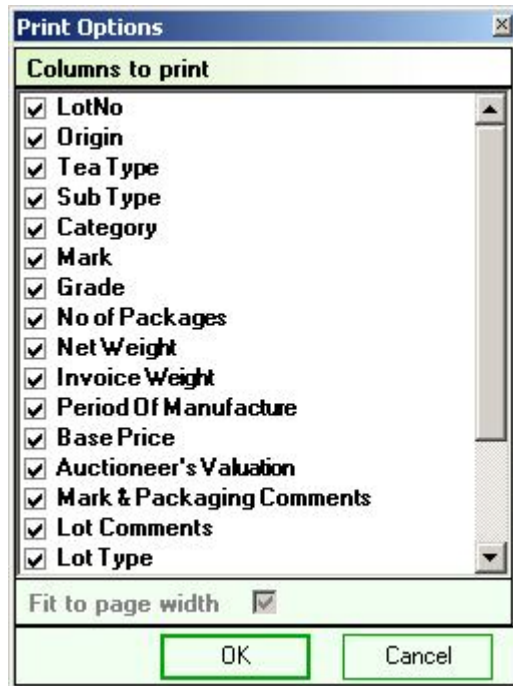 Print Options
Columns to print
LotNo
Origin
Tea Type
Sub Type
Category
Mark
Grade
No of Packages
Net Weight
Invoice Weight
Period Of Manufacture
Base Price
Auctioneer's Valuation
Mark & Packaging Comments
Lot Comments
Lot Type
Fit to page width
OK Cancel